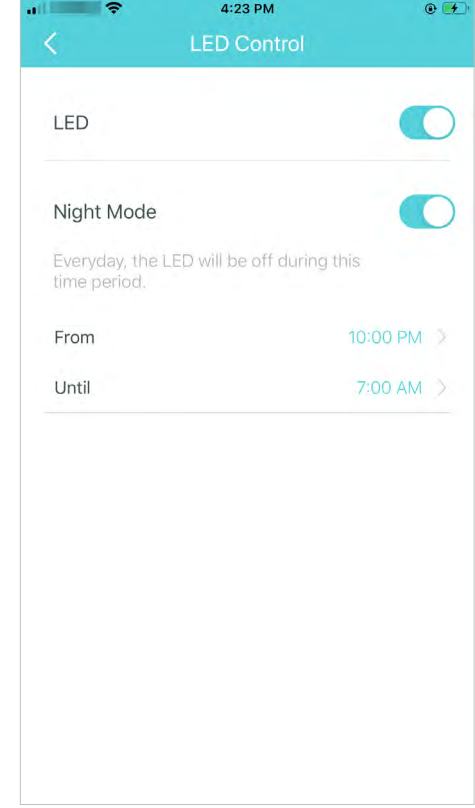 4:23 PM
LED Control
LED
Night Mode
Everyday, the LED will be off during this
time period.
From 10:00 PM
Until 7:00 AM